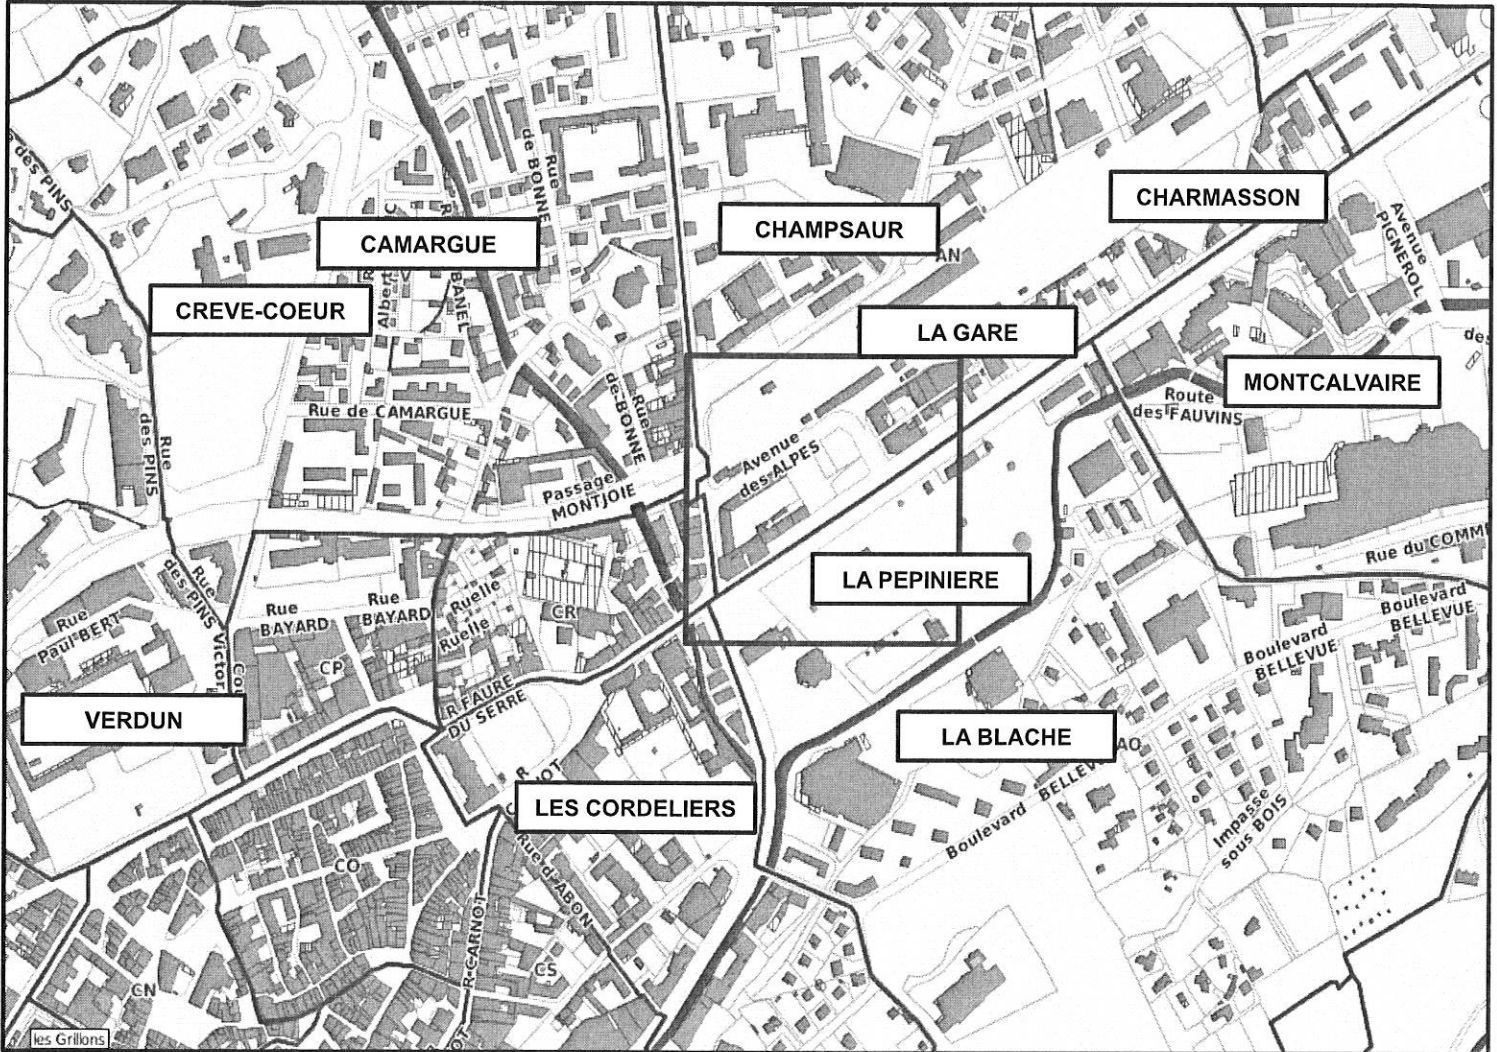 des PINS
Rue
de BONNE
CAMARGUE
BANEL
Albert
CREVE-COEUR
CHAMPSAUR
AN
CHARMASSON
Avenue
PIGNEROL
LA GARE
MONTCALVAIRE
Route
des FAUVINS
Rue de CAMARGUE
Rue
de-BONNE
Rue
des PINS
Avenue
des ALPES
Passage
MONTJOIE
Rue du COMM
LA PEPINIERE
Rue
des PINS
Rue
Paul BERT
Rue
BAYARD
Rue
BAYARD
Ruelle
Ruelle
CR
Boulevard
BELLEVUE
Boulevard
BELLEVUE
CP
Victor
R FAURE
DU SERRE
VERDUN
LA BLACHE
AO
Boulevard
LES CORDELIERS
Impasse
sous BOIS
Rue d'ABON
CO
R-CARNOT
CS
CN
les Grillons